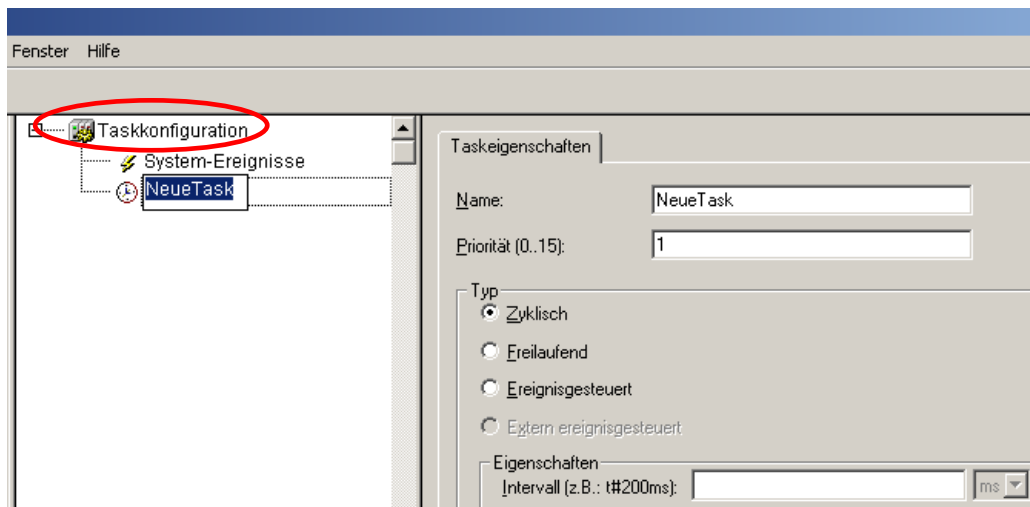 Fenster Hilfe
Taskkonfiguration
System-Ereignisse
NeueTask
Taskeigenschaften
Name: NeueTask
Priorität (0..15): 1
Typ
Zyklisch
Freilaufend
Ereignisgesteuert
Extern ereignisgesteuert
Eigenschaften
Intervall (z.B.: t#200ms): ms